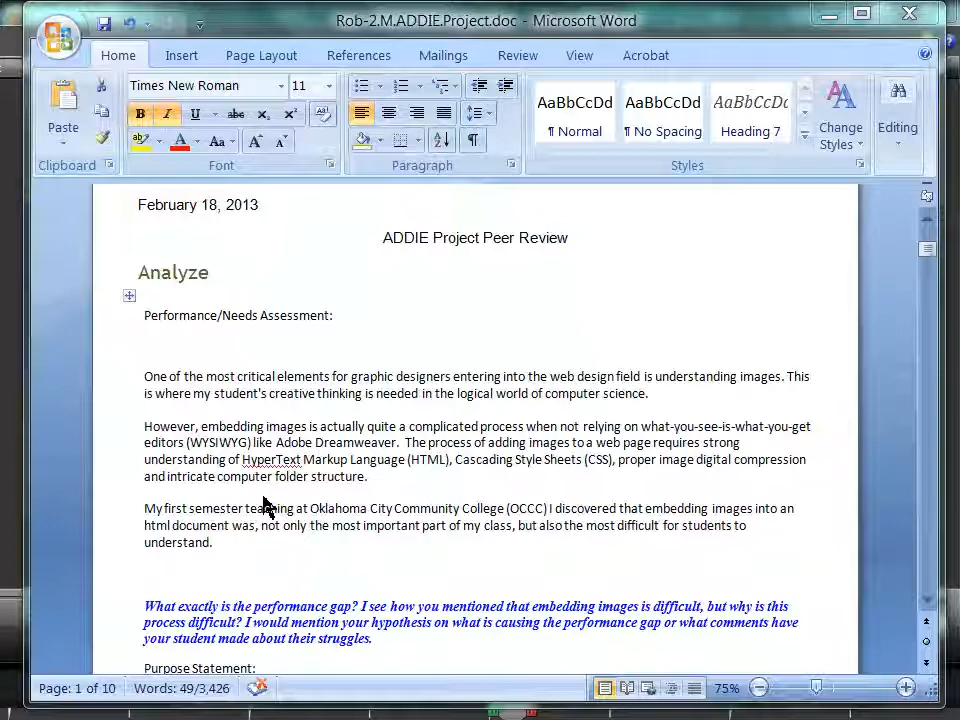 Rob-2.M.ADDIE.Project.doc - Microsoft Word
Home Insert Page Layout References Mailings Review View Acrobat
Times New Roman 11
Paste
Clipboard Font Paragraph Styles
AaBbCcDd AaBbCcDd AaBbCcDc
¶ Normal ¶ No Spacing Heading 7
Change Styles
Editing
February 18, 2013
ADDIE Project Peer Review
Analyze
Performance/Needs Assessment:
One of the most critical elements for graphic designers entering into the web design field is understanding images. This
is where my student's creative thinking is needed in the logical world of computer science.
However, embedding images is actually quite a complicated process when not relying on what-you-see-is-what-you-get
editors (WYSIWYG) like Adobe Dreamweaver. The process of adding images to a web page requires strong
understanding of HyperText Markup Language (HTML), Cascading Style Sheets (CSS), proper image digital compression
and intricate computer folder structure.
My first semester teaching at Oklahoma City Community College (OCCC) I discovered that embedding images into an
html document was, not only the most important part of my class, but also the most difficult for students to
understand.
What exactly is the performance gap? I see how you mentioned that embedding images is difficult, but why is this
process difficult? I would mention your hypothesis on what is causing the performance gap or what comments have
your student made about their struggles.
Purpose Statement:
Page: 1 of 10 Words: 49/3,426 75%